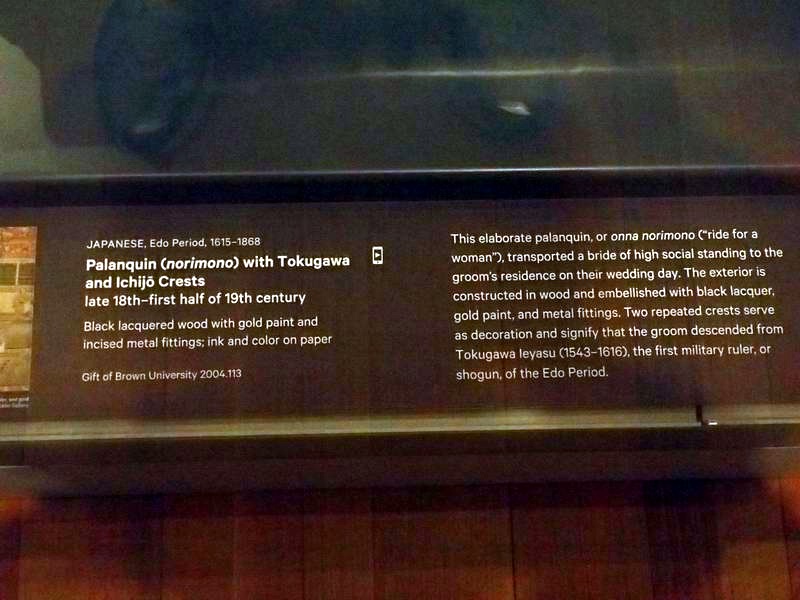 JAPANESE, Edo Period, 1615–1868
Palanquin (norimono) with Tokugawa
and Ichijō Crests
late 18th–first half of 19th century
Black lacquered wood with gold paint and
incised metal fittings; ink and color on paper
Gift of Brown University 2004.113
This elaborate palanquin, or onna norimono (“ride for a
woman”), transported a bride of high social standing to the
groom's residence on their wedding day. The exterior is
constructed in wood and embellished with black lacquer,
gold paint, and metal fittings. Two repeated crests serve
as decoration and signify that the groom descended from
Tokugawa Ieyasu (1543–1616), the first military ruler, or
shogun, of the Edo Period.